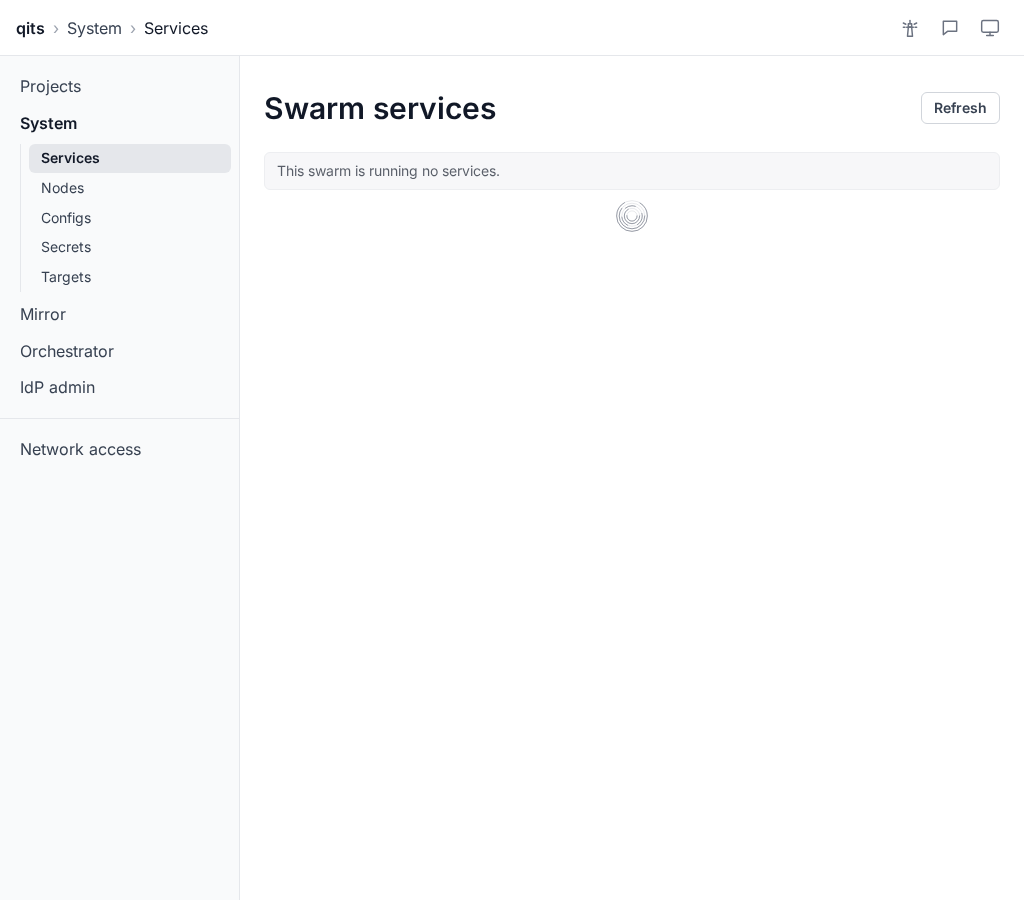 qits › System › Services
Projects
System
Services
Nodes
Configs
Secrets
Targets
Mirror
Orchestrator
IdP admin
Network access
Swarm services
Refresh
This swarm is running no services.